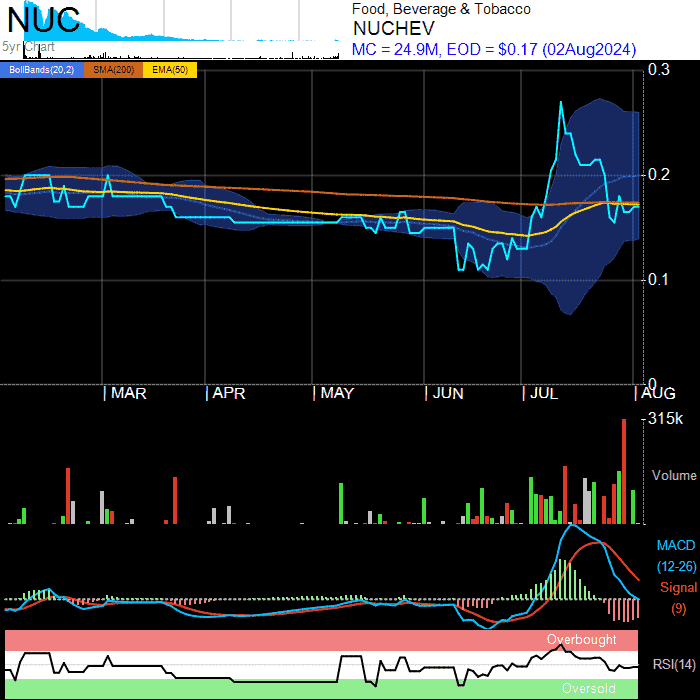 NUC
5yr Chart
Food, Beverage & Tobacco
NUCHEV
MC = 24.9M, EOD = $0.17 (02Aug2024)
BollBands(20,2) SMA(200) EMA(50)
0.3
0.2
0.1
0
MAR APR MAY JUN JUL AUG
315k
Volume
MACD
(12-26)
Signal
(9)
Overbought
RSI(14)
Oversold